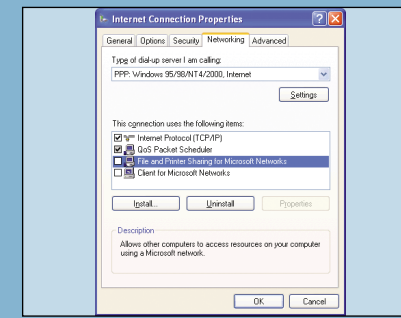 Internet Connection Properties
General Options Security Networking Advanced
Type of dial-up server I am calling:
PPP: Windows 95/98/NT4/2000, Internet
Settings
This connection uses the following items:
Internet Protocol (TCP/IP)
QoS Packet Scheduler
File and Printer Sharing for Microsoft Networks
Client for Microsoft Networks
Install... Uninstall Properties
Description
Allows other computers to access resources on your computer
using a Microsoft network.
OK Cancel